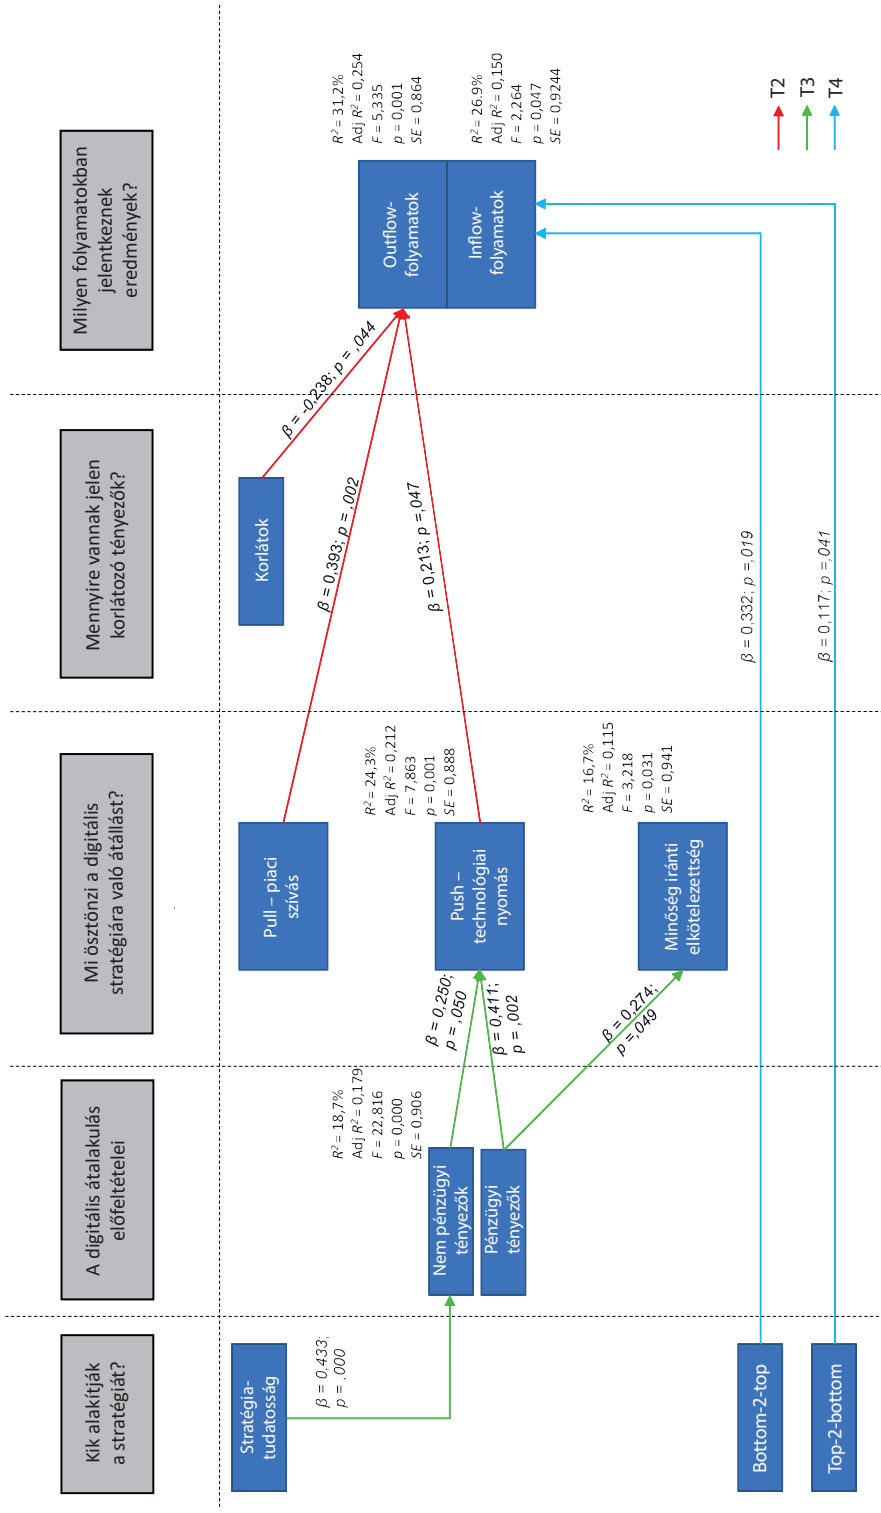 Kik alakítják
a stratégiát?
A digitális átalakulás
előfeltételei
Mi ösztönzi a digitális
stratégiára való átállást?
Mennyire vannak jelen
korlátozó tényezők?
Milyen folyamatokban
jelentkeznek
eredmények?
Stratégia-
tudatosság
β = 0,433;
p = ,000
R² = 18,7%
Adj R² = 0,179
F = 22,816
p = 0,000
SE = 0,906
Nem pénzügyi
tényezők
Pénzügyi
tényezők
β = 0,250;
p = ,050
β = 0,411;
p = ,002
β = 0,274;
p =,049
Pull – piaci
szívás
R² = 24,3%
Adj R² = 0,212
F = 7,863
p = 0,001
SE = 0,888
Push –
technológiai
nyomás
R² = 16,7%
Adj R² = 0,115
F = 3,218
p = 0,031
SE = 0,941
Minőség iránti
elkötelezettség
Korlátok
β = -0,238; p = ,044
β = 0,393; p = ,002
β = 0,213; p =,047
R² = 31,2%
Adj R² = 0,254
F = 5,335
p = 0,001
SE = 0,864
Outflow-
folyamatok
R² = 26.9%
Adj R² = 0,150
F = 2,264
p = 0,047
SE = 0,9244
Inflow-
folyamatok
Bottom-2-top
β = 0,332; p =,019
Top-2-bottom
β = 0,117; p =,041
T2
T3
T4